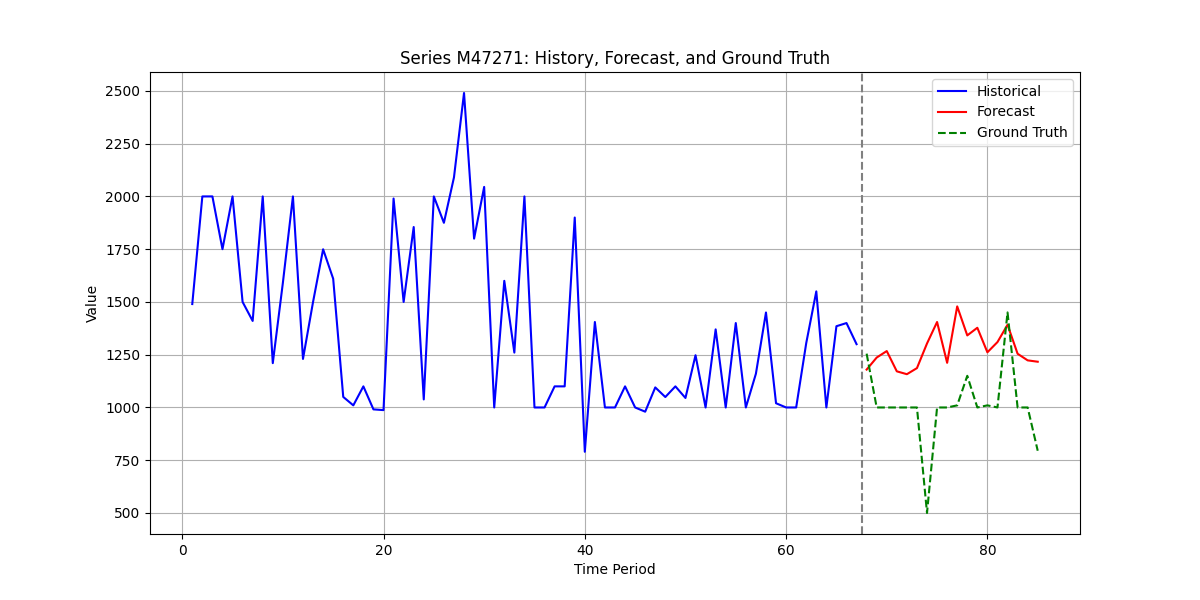 Series M47271: History, Forecast, and Ground Truth
Historical
Forecast
Ground Truth
2500
2250
2000
1750
1500
1250
1000
750
500
Value
0
20
40
60
80
Time Period